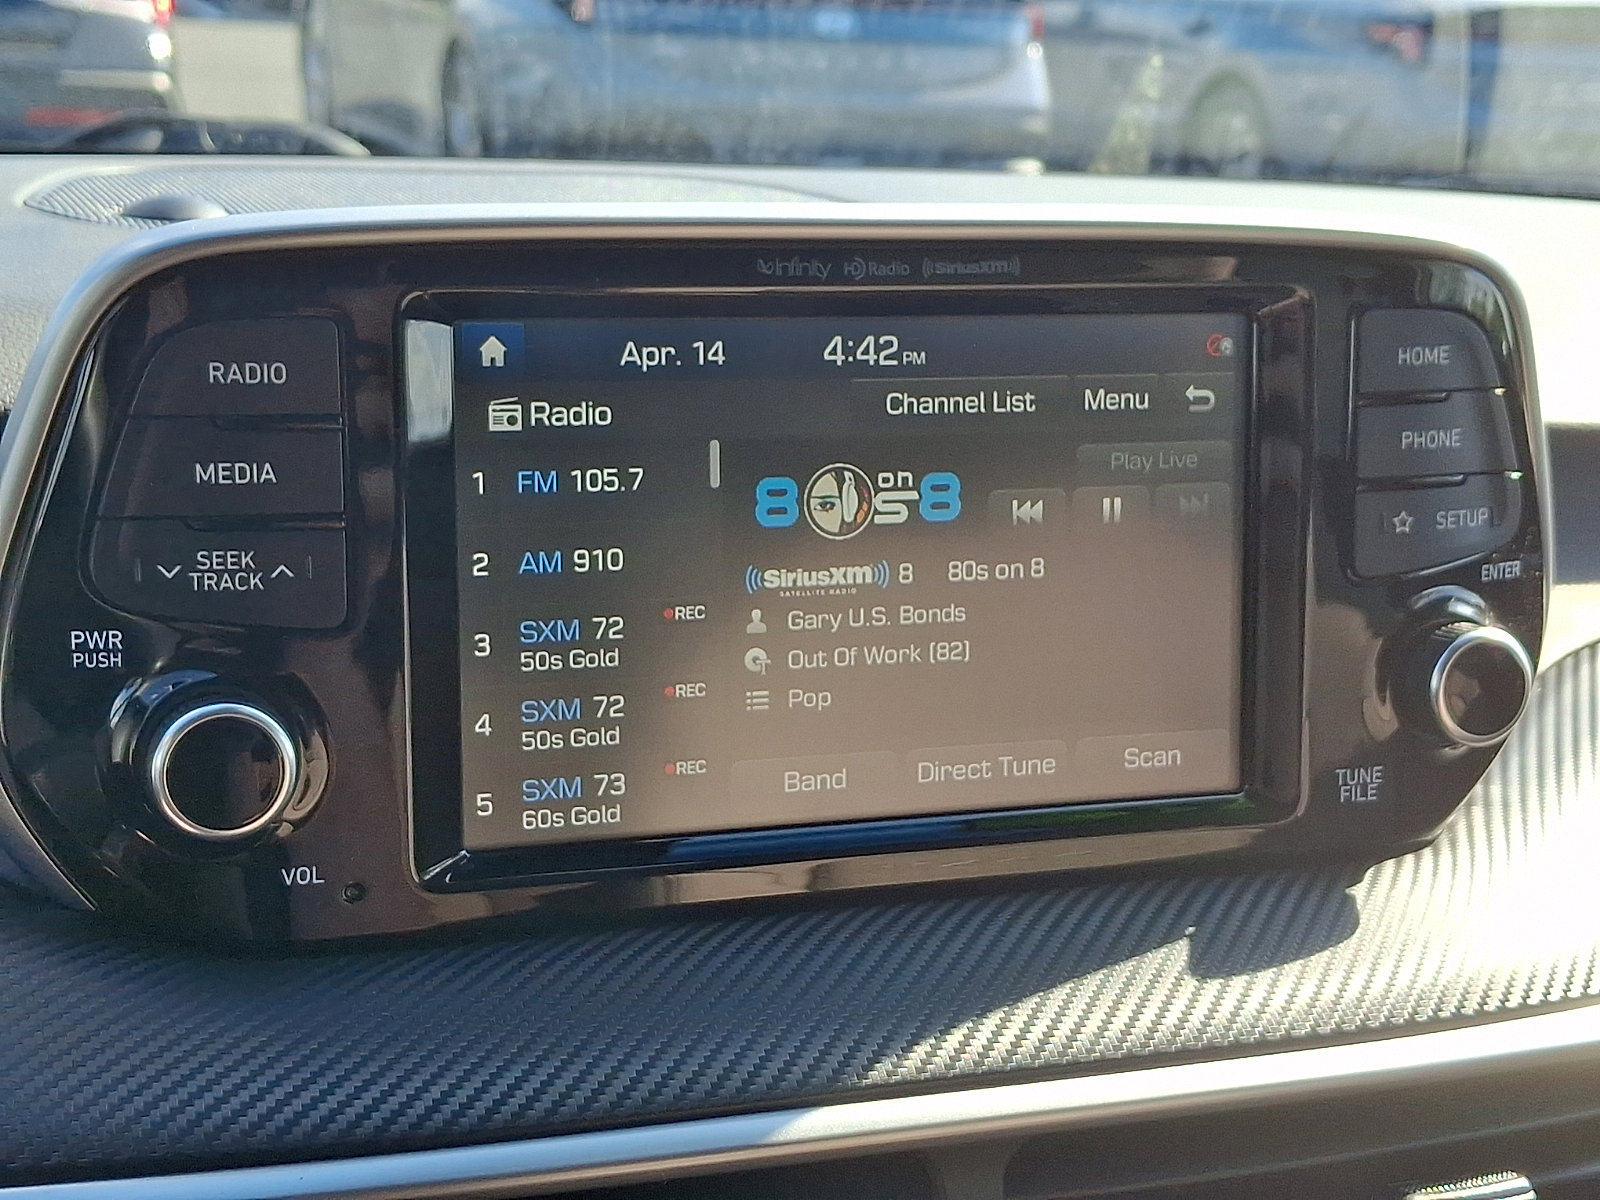 infinity HD Radio ((SiriusXM))
RADIO
MEDIA
SEEK
TRACK
PWR
PUSH
VOL
Apr. 14 4:42 PM
Radio
Channel List Menu
1 FM 105.7
2 AM 910
3 SXM 72 REC
50s Gold
4 SXM 72 REC
50s Gold
5 SXM 73 REC
60s Gold
Play Live
8 on 8
0s
((SiriusXM)) 8 80s on 8
SATELLITE RADIO
Gary U.S. Bonds
Out Of Work (82)
Pop
Band Direct Tune Scan
HOME
PHONE
☆ SETUP
ENTER
TUNE
FILE